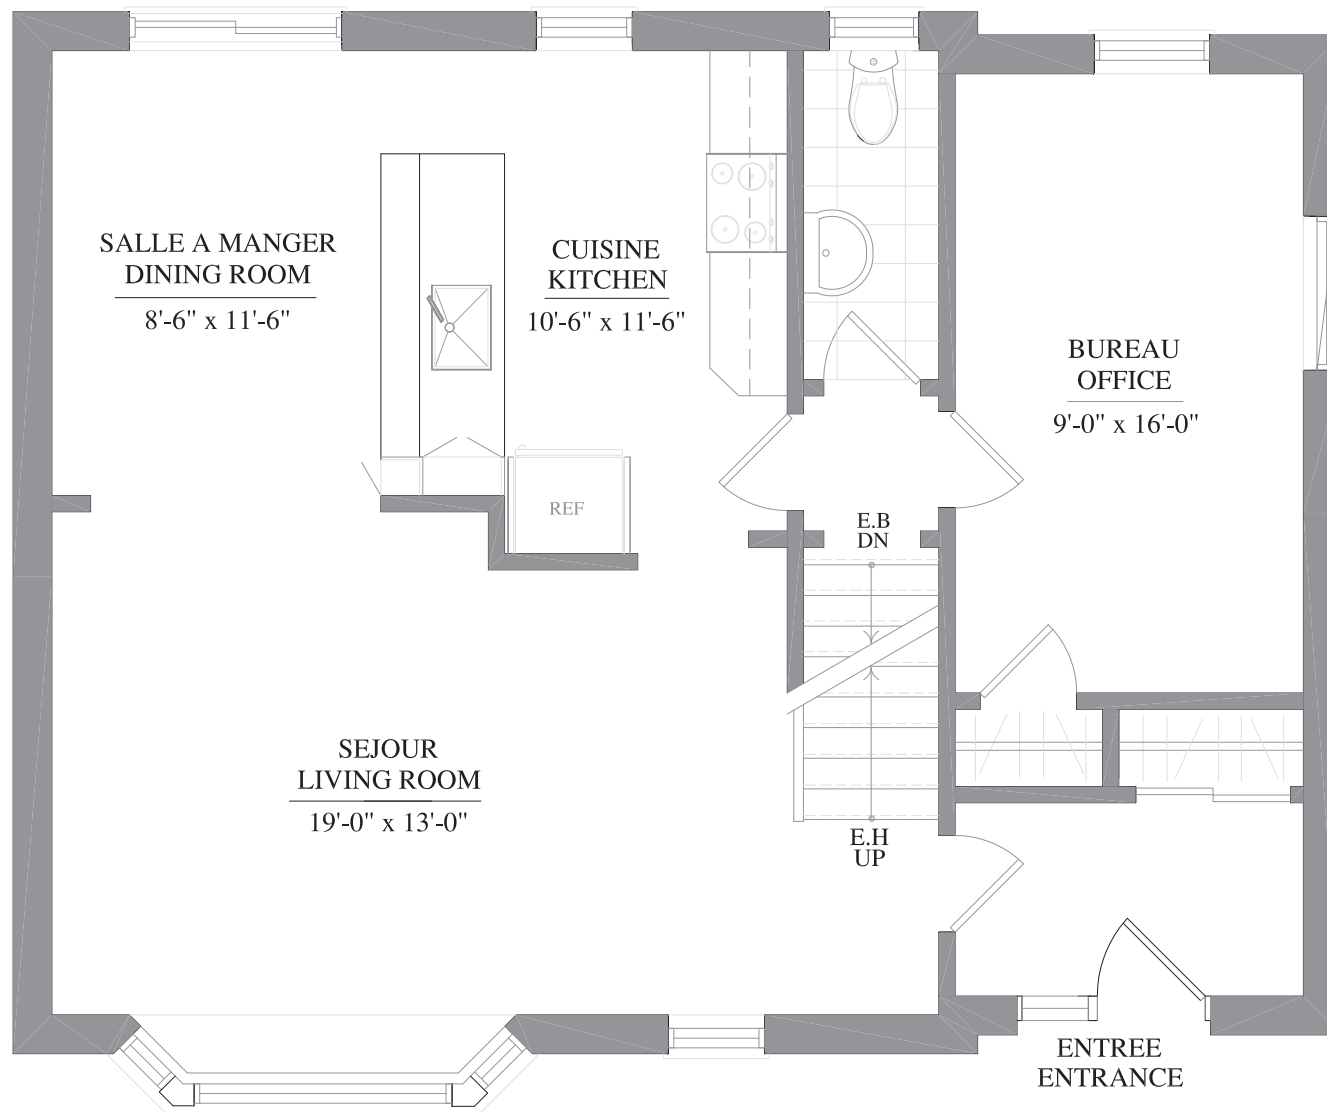 SALLE A MANGER
DINING ROOM
8'-6" x 11'-6"
CUISINE
KITCHEN
10'-6" x 11'-6"
BUREAU
OFFICE
9'-0" x 16'-0"
REF
E.B
DN
SEJOUR
LIVING ROOM
19'-0" x 13'-0"
E.H
UP
ENTREE
ENTRANCE